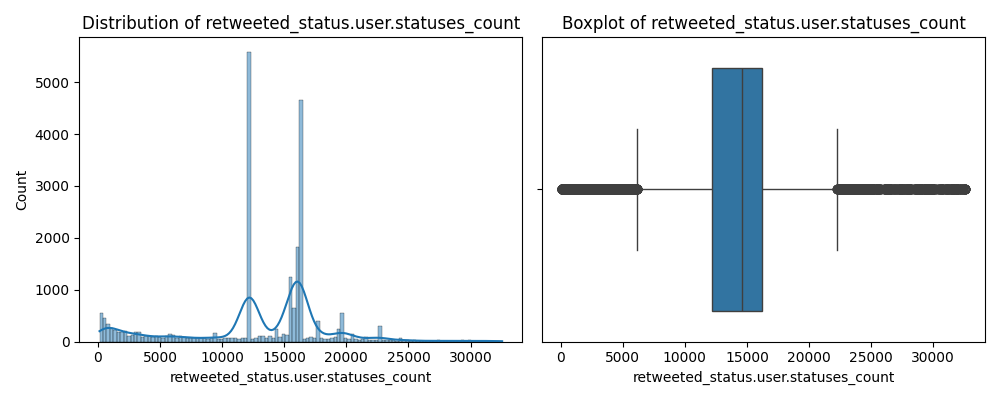 Distribution of retweeted_status.user.statuses_count
Count
5000
4000
3000
2000
1000
0
0 5000 10000 15000 20000 25000 30000
retweeted_status.user.statuses_count
Boxplot of retweeted_status.user.statuses_count
0 5000 10000 15000 20000 25000 30000
retweeted_status.user.statuses_count